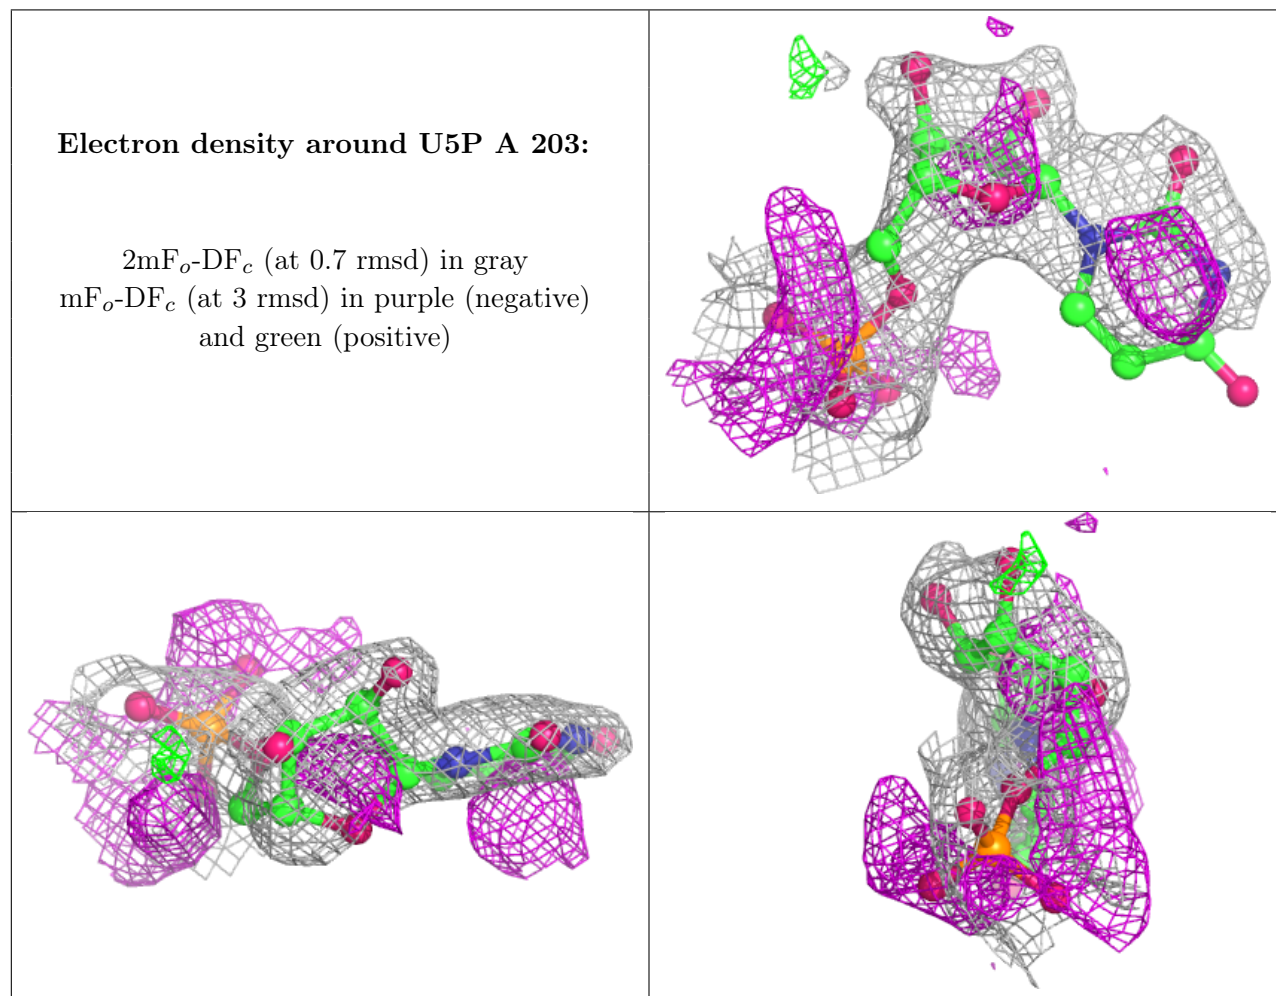 Electron density around U5P A 203:
2mFo-DFc (at 0.7 rmsd) in gray
mFo-DFc (at 3 rmsd) in purple (negative)
and green (positive)